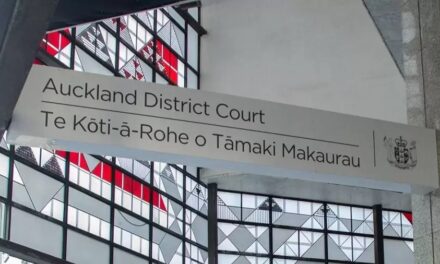 Auckland District Court
Te Kōti-ā-Rohe o Tāmaki Makaurau